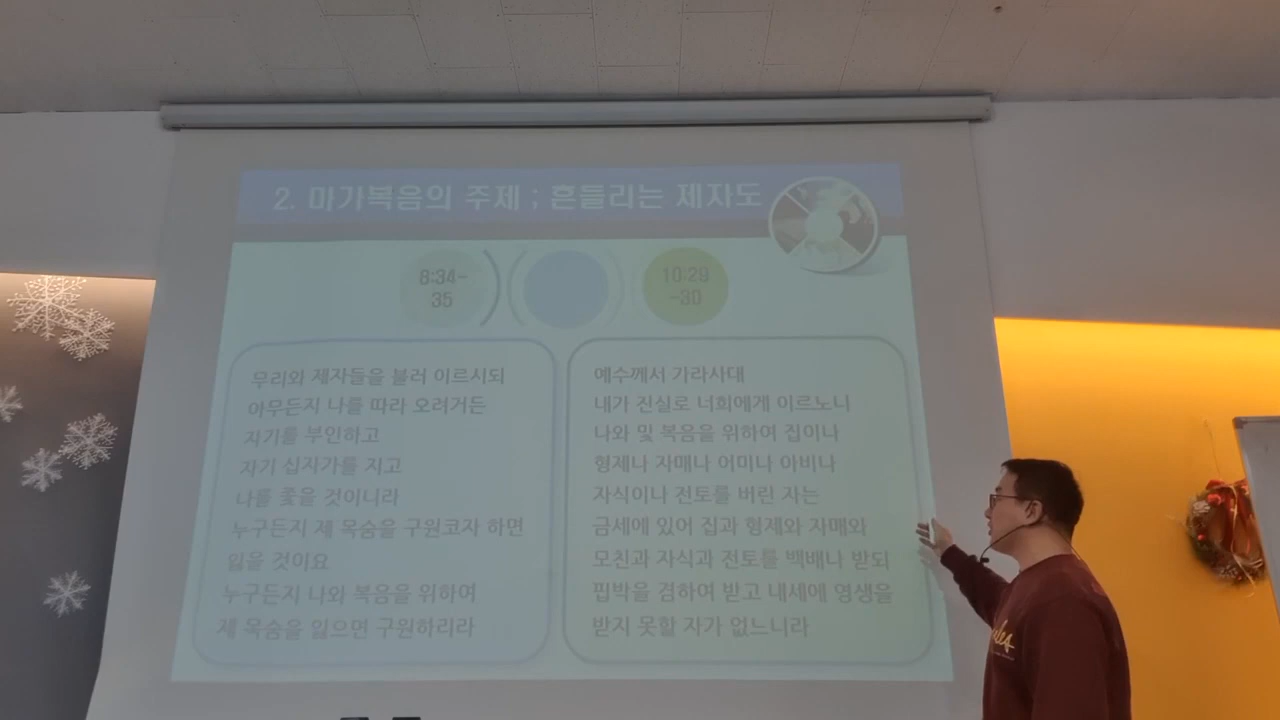 2. 마가복음의 주제 ; 흔들리는 제자도
8:34-
35
10:29
-30
무리와 제자들을 불러 이르시되
아무든지 나를 따라 오려거든
자기를 부인하고
자기 십자가를 지고
나를 좇을 것이니라
누구든지 제 목숨을 구원코자 하면
잃을 것이요
누구든지 나와 복음을 위하여
제 목숨을 잃으면 구원하리라
예수께서 가라사대
내가 진실로 너희에게 이르노니
나와 및 복음을 위하여 집이나
형제나 자매나 어미나 아비나
자식이나 전토를 버린 자는
금세에 있어 집과 형제와 자매와
모친과 자식과 전토를 백배나 받되
핍박을 겸하여 받고 내세에 영생을
받지 못할 자가 없느니라